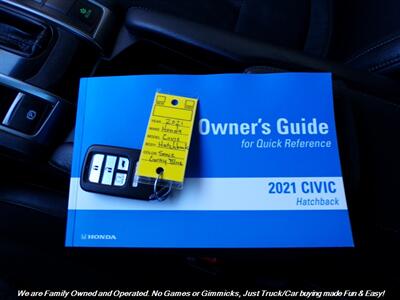 YEAR 2021
MAKE Honda
MODEL Civic
BODY Hatchback
COLOR
Owner's Guide
for Quick Reference
2021 CIVIC
Hatchback
HONDA
We are Family Owned and Operated. No Games or Gimmicks, Just Truck/Car buying made Fun & Easy!